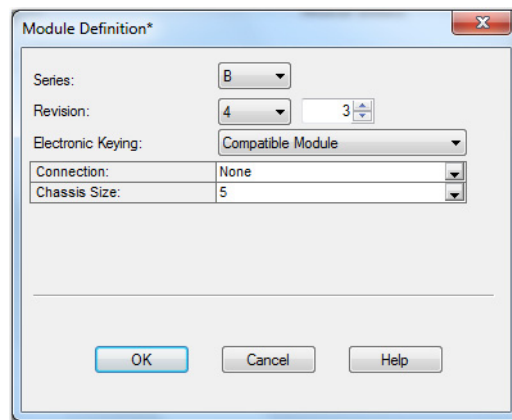 Module Definition*
Series: B
Revision: 4 3
Electronic Keying: Compatible Module
Connection: None
Chassis Size: 5
OK Cancel Help